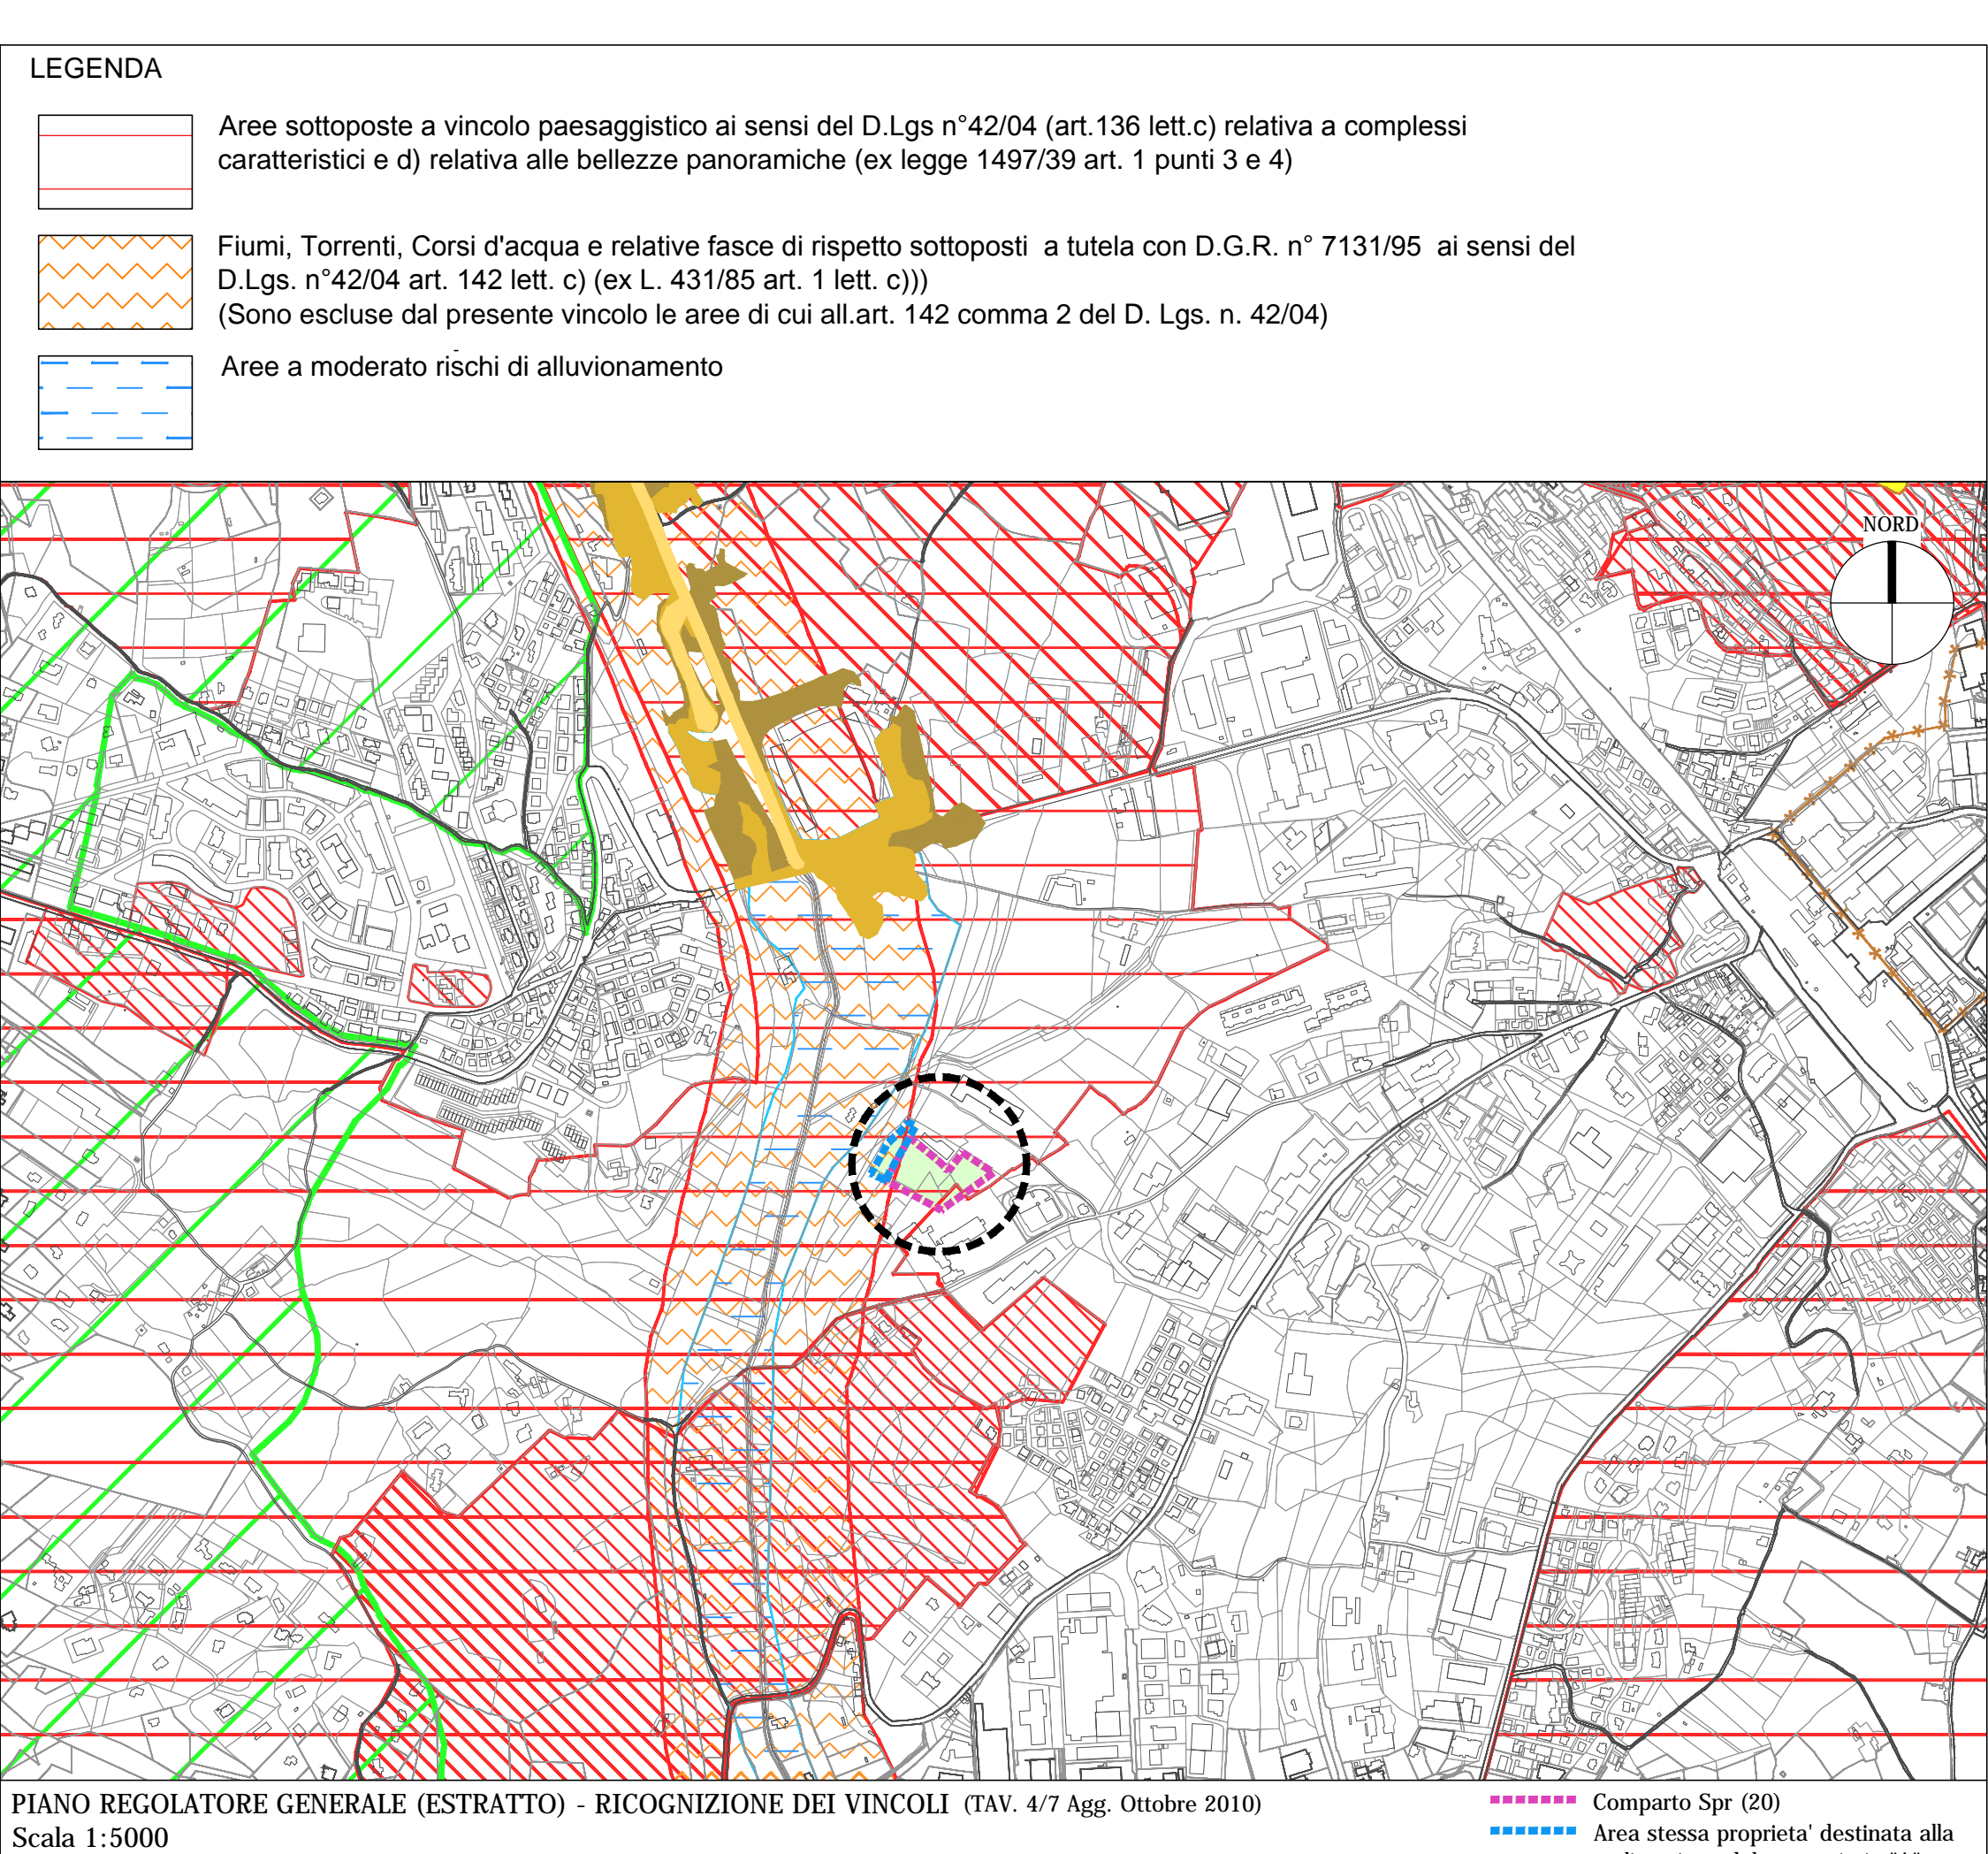 LEGENDA
Aree sottoposte a vincolo paesaggistico ai sensi del D.Lgs n°42/04 (art.136 lett.c) relativa a complessi
caratteristici e d) relativa alle bellezze panoramiche (ex legge 1497/39 art. 1 punti 3 e 4)
Fiumi, Torrenti, Corsi d'acqua e relative fasce di rispetto sottoposti a tutela con D.G.R. n° 7131/95 ai sensi del
D.Lgs. n°42/04 art. 142 lett. c) (ex L. 431/85 art. 1 lett. c)))
(Sono escluse dal presente vincolo le aree di cui all.art. 142 comma 2 del D. Lgs. n. 42/04)
Aree a moderato rischi di alluvionamento
NORD
PIANO REGOLATORE GENERALE (ESTRATTO) - RICOGNIZIONE DEI VINCOLI (TAV. 4/7 Agg. Ottobre 2010)
Scala 1:5000
Comparto Spr (20)
Area stessa proprieta' destinata alla